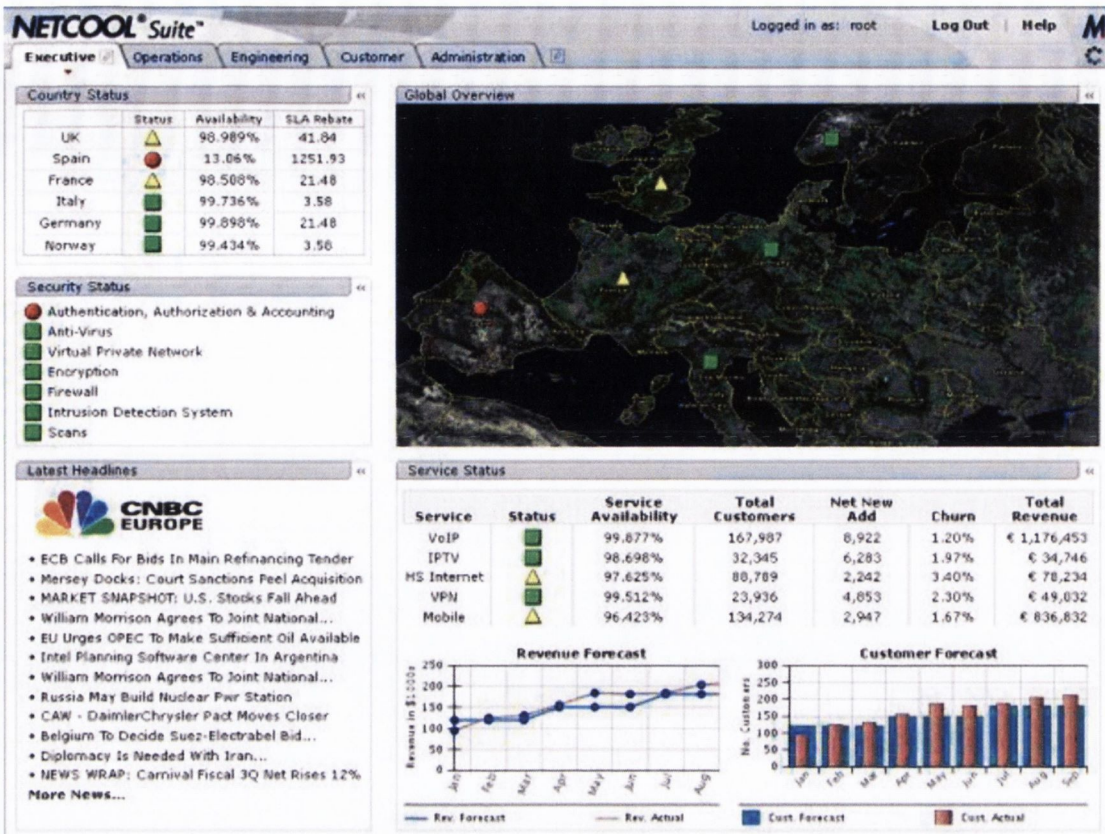 NETCOOL® Suite™
Logged in as: root Log Out | Help
Executive Operations Engineering Customer Administration
Country Status
Status Availability SLA Rebate
UK 98.989% 41.84
Spain 13.06% 1251.93
France 98.508% 21.48
Italy 99.736% 3.58
Germany 99.898% 21.48
Norway 99.434% 3.58
Global Overview
Security Status
Authentication, Authorization & Accounting
Anti-Virus
Virtual Private Network
Encryption
Firewall
Intrusion Detection System
Scans
Latest Headlines
CNBC
EUROPE
• ECB Calls For Bids In Main Refinancing Tender
• Mersey Docks: Court Sanctions Peel Acquisition
• MARKET SNAPSHOT: U.S. Stocks Fall Ahead
• William Morrison Agrees To Joint National...
• EU Urges OPEC To Make Sufficient Oil Available
• Intel Planning Software Center In Argentina
• William Morrison Agrees To Joint National...
• Russia May Build Nuclear Pwr Station
• CAW - DaimlerChrysler Pact Moves Closer
• Belgium To Decide Suez-Electrabel Bid...
• Diplomacy Is Needed With Iran...
• NEWS WRAP: Carnival Fiscal 3Q Net Rises 12%
More News...
Service Status
Service Status Service Availability Total Customers Net New Add Churn Total Revenue
VoIP 99.877% 167,987 8,922 1.20% € 1,176,453
IPTV 98.698% 32,345 6,283 1.97% € 34,746
HS Internet 97.625% 88,789 2,242 3.40% € 78,234
VPN 99.512% 23,936 4,853 2.30% € 49,032
Mobile 96.423% 134,274 2,947 1.67% € 836,832
Revenue Forecast
Revenue in $1000s
250
200
150
100
50
0
Jan Feb Mar Apr May Jun Jul Aug
Rev. Forecast Rev. Actual
Customer Forecast
No. Customers
300
250
200
150
100
50
0
Jan Feb Mar Apr May Jun Jul Aug Sep
Cust. Forecast Cust. Actual